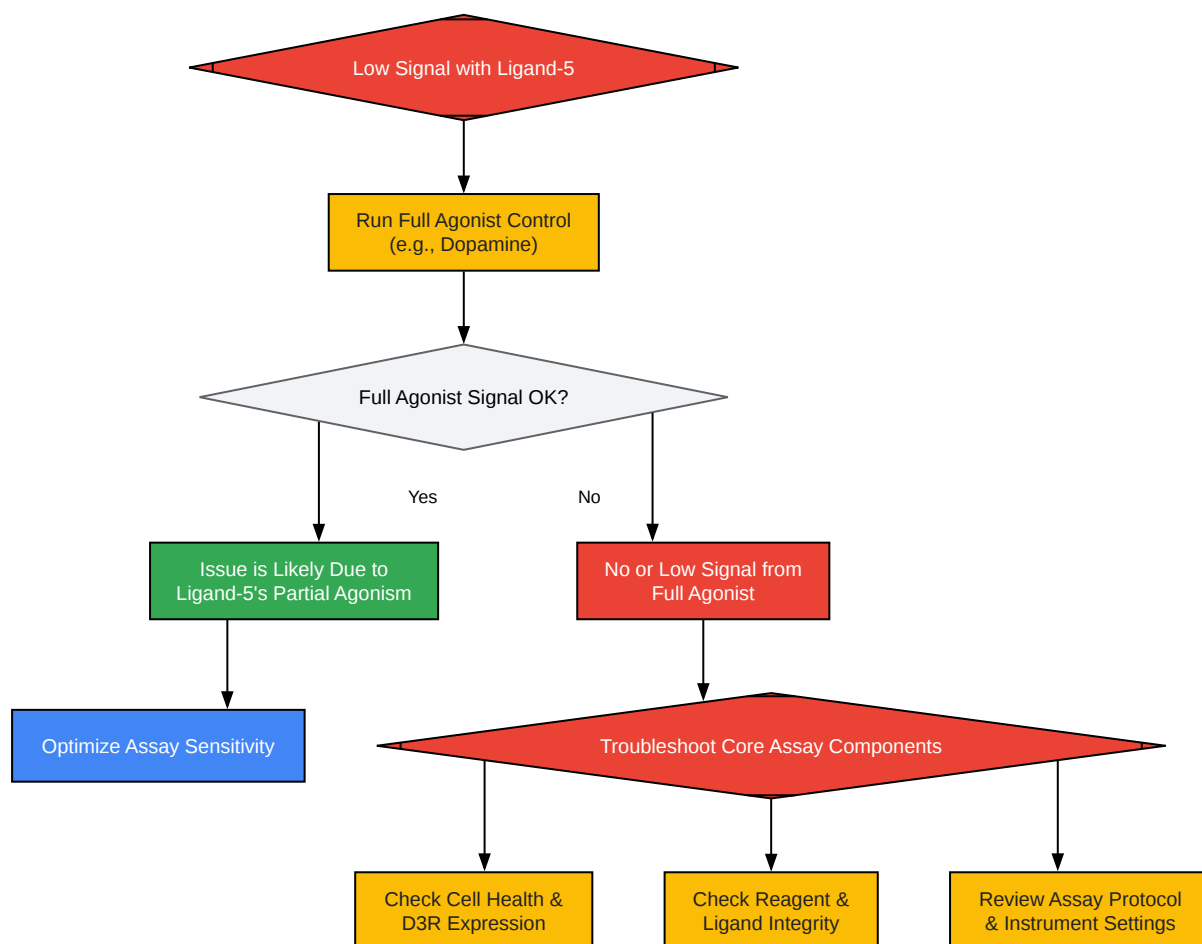 Low Signal with Ligand-5
Run Full Agonist Control
(e.g., Dopamine)
Full Agonist Signal OK?
Yes
No
Issue is Likely Due to
Ligand-5's Partial Agonism
No or Low Signal from
Full Agonist
Optimize Assay Sensitivity
Troubleshoot Core Assay Components
Check Cell Health &
D3R Expression
Check Reagent &
Ligand Integrity
Review Assay Protocol
& Instrument Settings